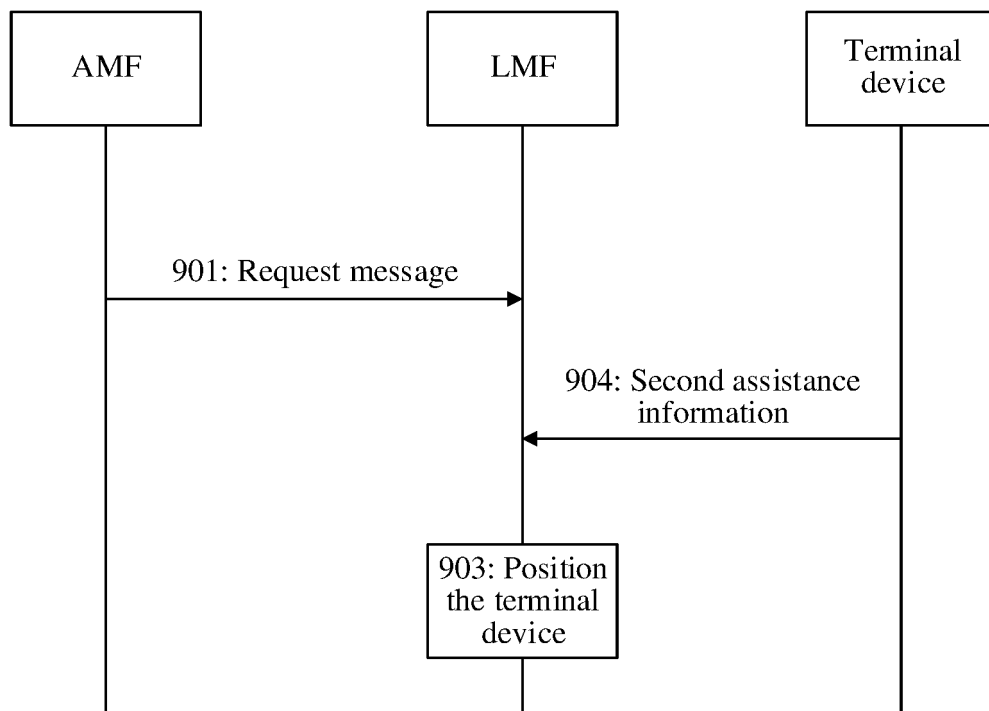 AMF
LMF
Terminal
device
901: Request message
904: Second assistance
information
903: Position
the terminal
device